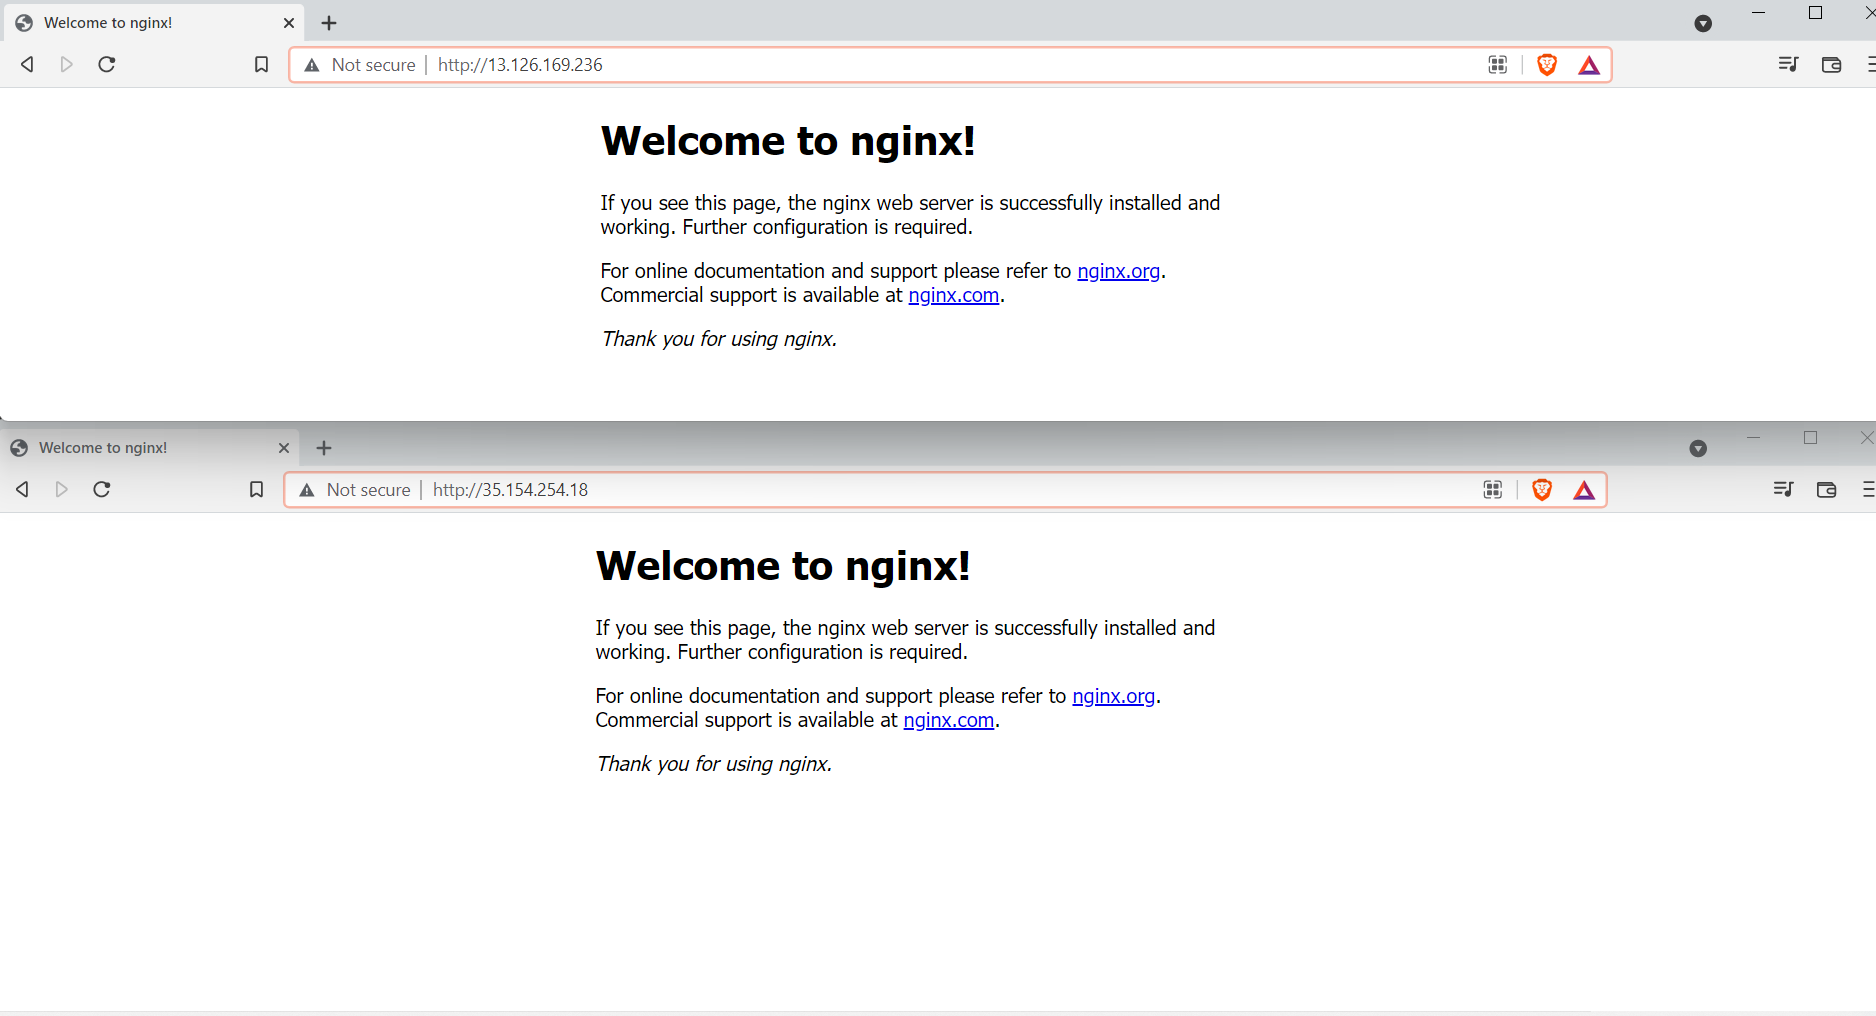 Welcome to nginx!
Not secure | http://13.126.169.236
Welcome to nginx!
If you see this page, the nginx web server is successfully installed and
working. Further configuration is required.
For online documentation and support please refer to nginx.org.
Commercial support is available at nginx.com.
Thank you for using nginx.
Welcome to nginx!
Not secure | http://35.154.254.18
Welcome to nginx!
If you see this page, the nginx web server is successfully installed and
working. Further configuration is required.
For online documentation and support please refer to nginx.org.
Commercial support is available at nginx.com.
Thank you for using nginx.